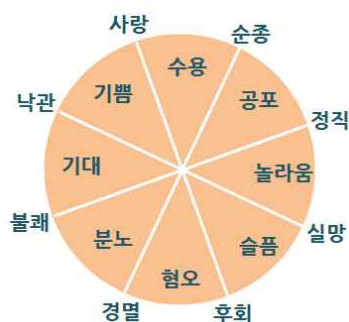 사랑
순종
수용
기쁨
공포
낙관
정직
기대
놀라움
불쾌
실망
분노
슬픔
혐오
경멸
후회